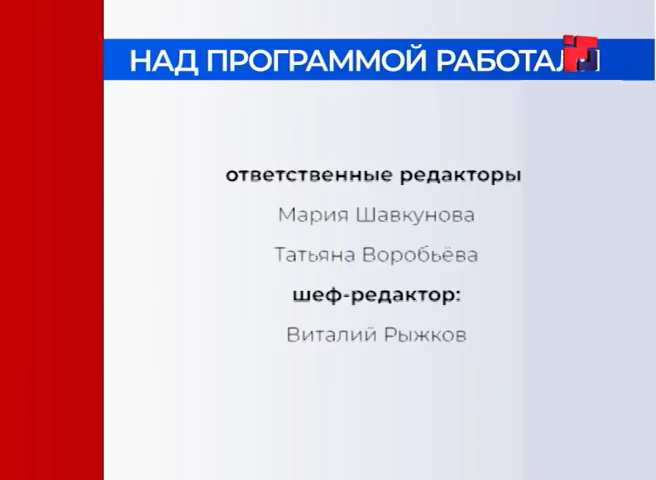 НАД ПРОГРАММОЙ РАБОТАЛИ
ответственные редакторы
Мария Шавкунова
Татьяна Воробьёва
шеф-редактор:
Виталий Рыжков